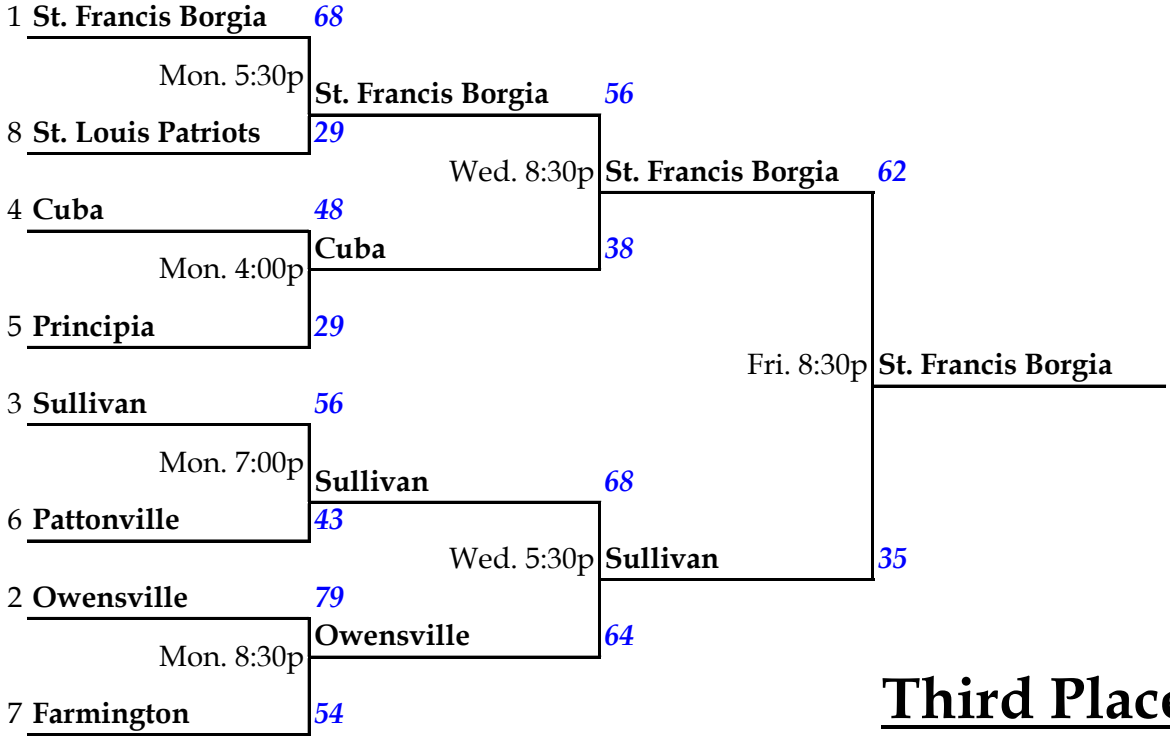 1 St. Francis Borgia 68
Mon. 5:30p
St. Francis Borgia 56
8 St. Louis Patriots 29
Wed. 8:30p St. Francis Borgia 62
4 Cuba 48
Cuba 38
Mon. 4:00p
5 Principia 29
Fri. 8:30p St. Francis Borgia
3 Sullivan 56
Mon. 7:00p
Sullivan 68
6 Pattonville 43
Wed. 5:30p Sullivan 35
2 Owensville 79
Owensville 64
Mon. 8:30p
Third Place
7 Farmington 54